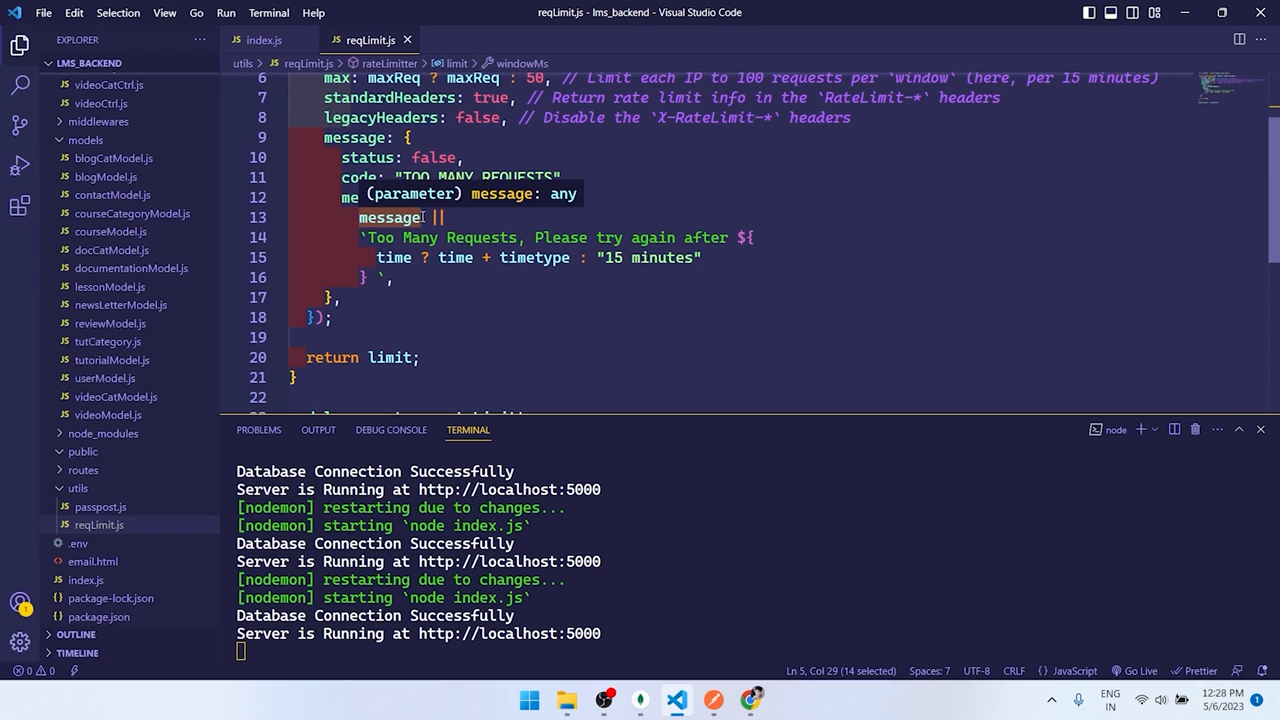 File Edit Selection View Go Run Terminal Help
reqLimit.js - lms_backend - Visual Studio Code
EXPLORER
LMS_BACKEND
videoCatCtrl.js
videoCtrl.js
middlewares
models
blogCatModel.js
blogModel.js
contactModel.js
courseCategoryModel.js
courseModel.js
docCatModel.js
documentationModel.js
lessonModel.js
newsLetterModel.js
reviewModel.js
tutCategory.js
tutorialModel.js
userModel.js
videoCatModel.js
videoModel.js
node_modules
public
routes
utils
passpost.js
reqLimit.js
.env
email.html
index.js
package-lock.json
package.json
OUTLINE
TIMELINE
index.js reqLimit.js
utils > reqLimit.js > rateLimitter > limit > windowMs
6 max: maxReq ? maxReq : 50, // Limit each IP to 100 requests per `window` (here, per 15 minutes)
7 standardHeaders: true, // Return rate limit info in the `RateLimit-*` headers
8 legacyHeaders: false, // Disable the `X-RateLimit-*` headers
9 message: {
10 status: false,
11 code: "TOO MANY REQUESTS"
(parameter) message: any
12 me
13 message ||
14 `Too Many Requests, Please try again after ${
15 time ? time + timetype : "15 minutes"
16 } `,
17 },
18 });
19
20 return limit;
21 }
22
PROBLEMS OUTPUT DEBUG CONSOLE TERMINAL
node
Database Connection Successfully
Server is Running at http://localhost:5000
[nodemon] restarting due to changes...
[nodemon] starting `node index.js`
Database Connection Successfully
Server is Running at http://localhost:5000
[nodemon] restarting due to changes...
[nodemon] starting `node index.js`
Database Connection Successfully
Server is Running at http://localhost:5000
0 0 Ln 5, Col 29 (14 selected) Spaces: 7 UTF-8 CRLF {} JavaScript Go Live Prettier
ENG
IN
12:28 PM
5/6/2023
1